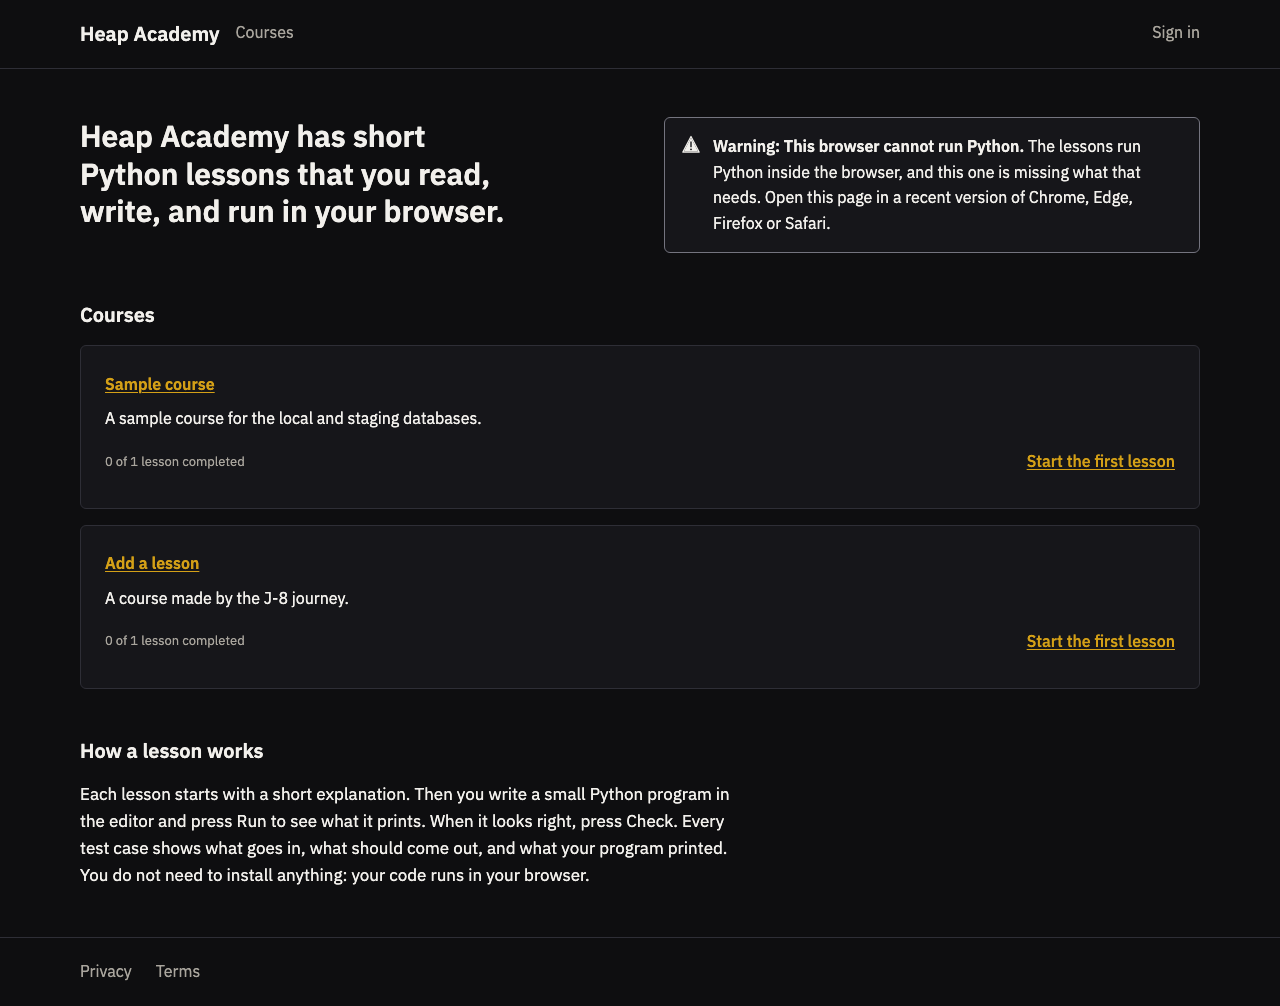 Heap Academy Courses Sign in
Heap Academy has short
Python lessons that you read,
write, and run in your browser.
Warning: This browser cannot run Python. The lessons run
Python inside the browser, and this one is missing what that
needs. Open this page in a recent version of Chrome, Edge,
Firefox or Safari.
Courses
Sample course
A sample course for the local and staging databases.
0 of 1 lesson completed Start the first lesson
Add a lesson
A course made by the J-8 journey.
0 of 1 lesson completed Start the first lesson
How a lesson works
Each lesson starts with a short explanation. Then you write a small Python program in
the editor and press Run to see what it prints. When it looks right, press Check. Every
test case shows what goes in, what should come out, and what your program printed.
You do not need to install anything: your code runs in your browser.
Privacy Terms